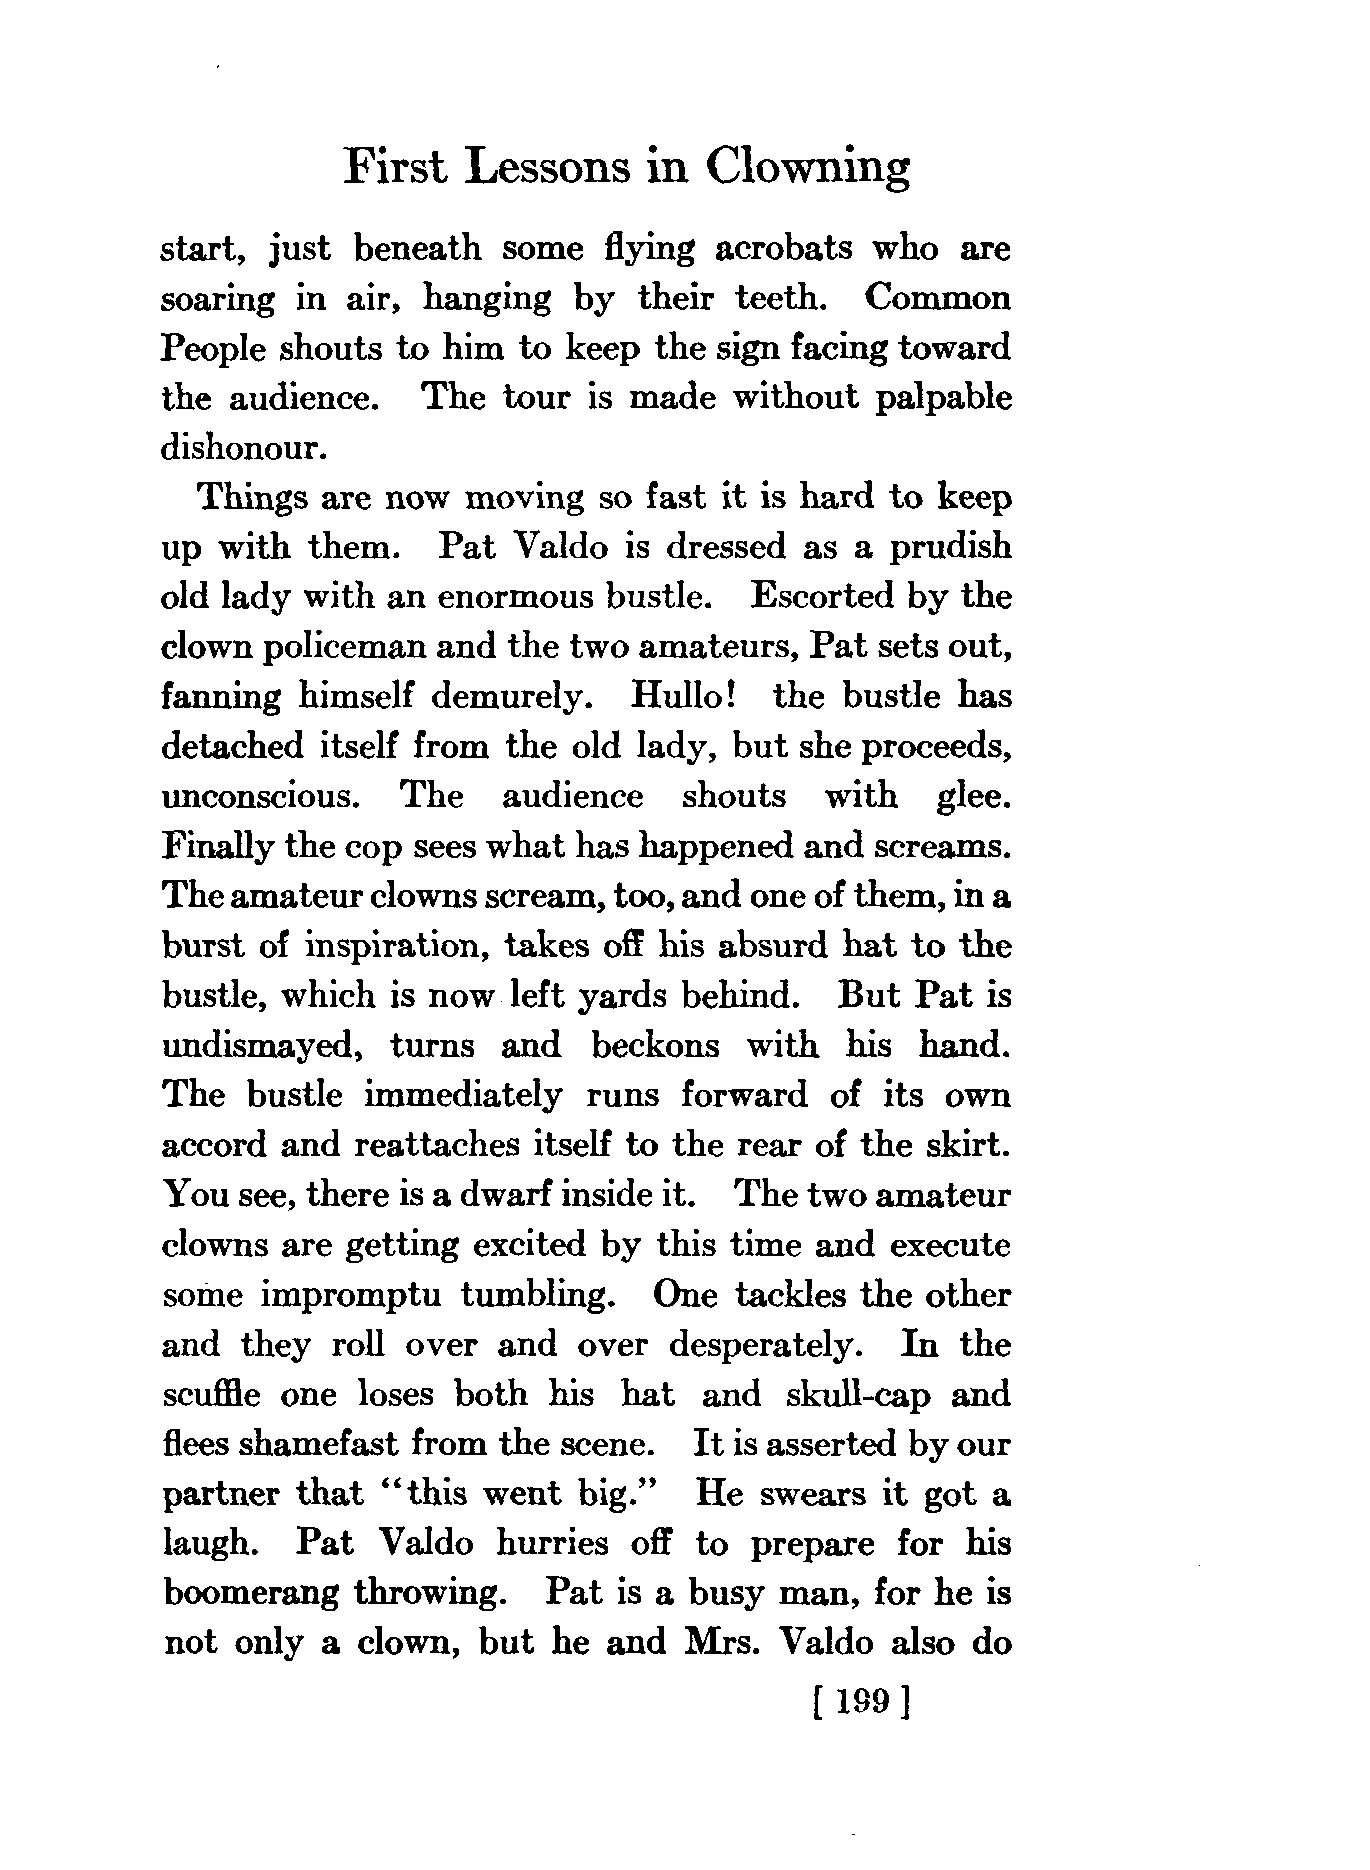 First Lessons in Clowning
start, just beneath some flying acrobats who are
soaring in air, hanging by their teeth. Common
People shouts to him to keep the sign facing toward
the audience. The tour is made without palpable
dishonour.
Things are now moving so fast it is hard to keep
up with them. Pat Valdo is dressed as a prudish
old lady with an enormous bustle. Escorted by the
clown policeman and the two amateurs, Pat sets out,
fanning himself demurely. Hullo! the bustle has
detached itself from the old lady, but she proceeds,
unconscious. The audience shouts with glee.
Finally the cop sees what has happened and screams.
The amateur clowns scream, too, and one of them, in a
burst of inspiration, takes off his absurd hat to the
bustle, which is now left yards behind. But Pat is
undismayed, turns and beckons with his hand.
The bustle immediately runs forward of its own
accord and reattaches itself to the rear of the skirt.
You see, there is a dwarf inside it. The two amateur
clowns are getting excited by this time and execute
some impromptu tumbling. One tackles the other
and they roll over and over desperately. In the
scuffle one loses both his hat and skull-cap and
flees shamefast from the scene. It is asserted by our
partner that "this went big." He swears it got a
laugh. Pat Valdo hurries off to prepare for his
boomerang throwing. Pat is a busy man, for he is
not only a clown, but he and Mrs. Valdo also do
[ 199 ]